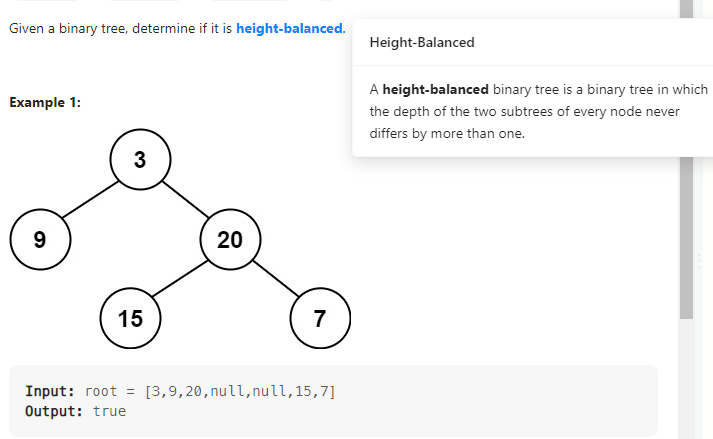 Given a binary tree, determine if it is height-balanced.
Height-Balanced
A height-balanced binary tree is a binary tree in which
the depth of the two subtrees of every node never
differs by more than one.
Example 1:
3
9
20
15
7
Input: root = [3,9,20,null,null,15,7]
Output: true